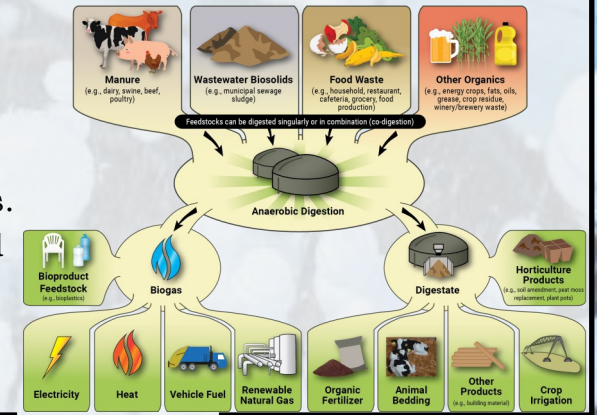 Manure
(e.g., dairy, swine, beef,
poultry)
Wastewater Biosolids
(e.g., municipal sewage
sludge)
Food Waste
(e.g., household, restaurant,
cafeteria, grocery, food
production)
Other Organics
(e.g., energy crops, fats, oils,
grease, crop residue,
winery/brewery waste)
Feedstocks can be digested singularly or in combination (co-digestion)
s.
Anaerobic Digestion
Bioproduct
Feedstock
(e.g., bioplastics)
Biogas
Digestate
Horticulture
Products
(e.g., soil amendment, peat moss
replacement, plant pots)
Electricity
Heat
Vehicle Fuel
Renewable
Natural Gas
Organic
Fertilizer
Animal
Bedding
Other
Products
(e.g., building material)
Crop
Irrigation